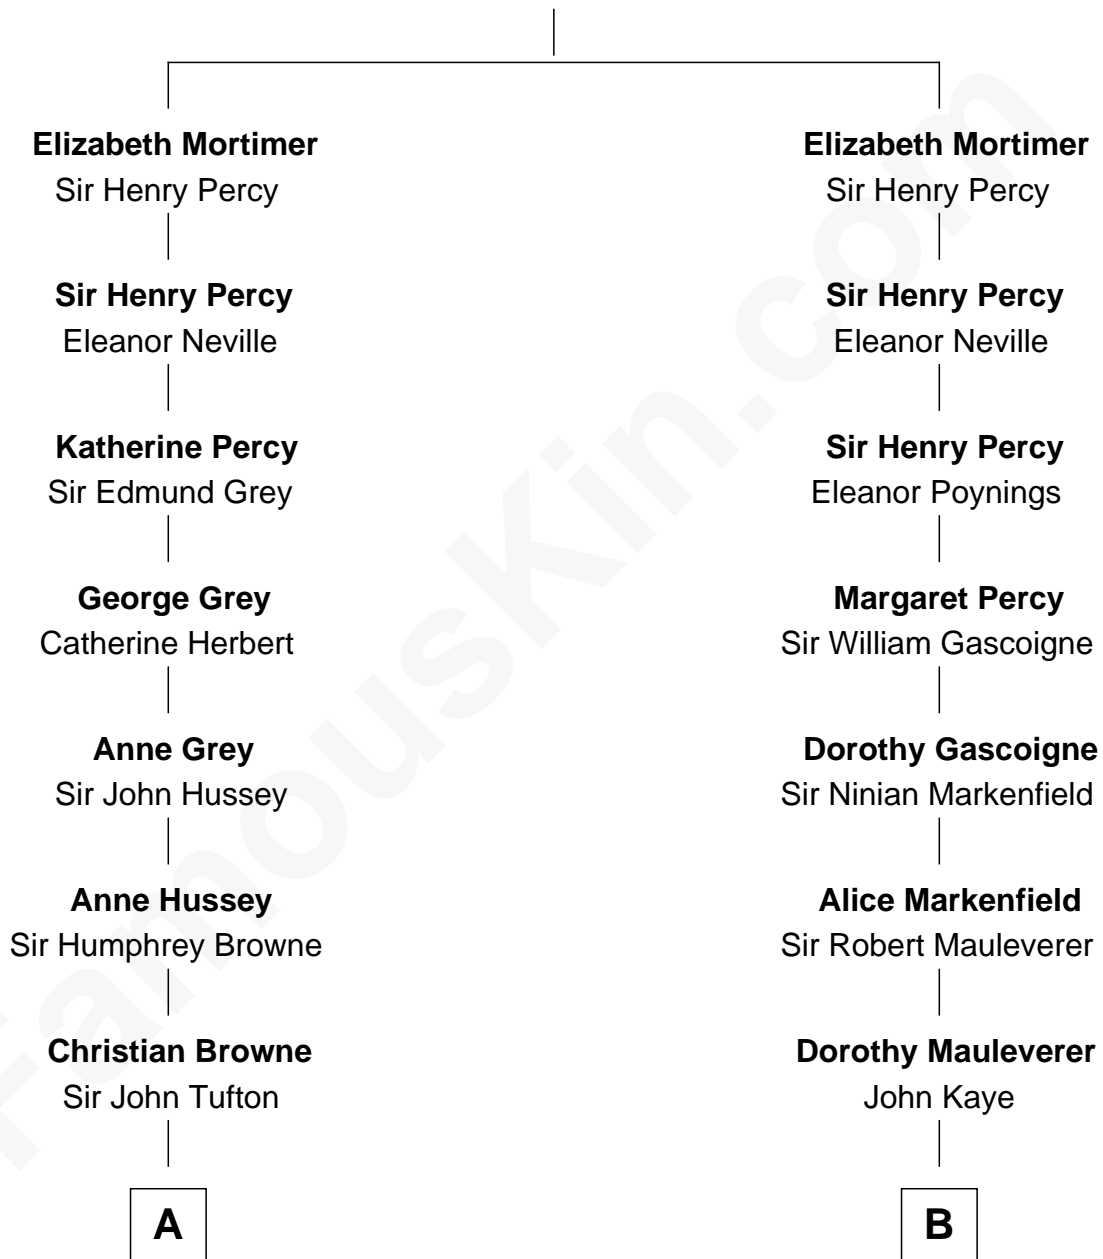 Elizabeth Mortimer
Sir Henry Percy
Sir Henry Percy
Eleanor Neville
Katherine Percy
Sir Edmund Grey
George Grey
Catherine Herbert
Anne Grey
Sir John Hussey
Anne Hussey
Sir Humphrey Browne
Christian Browne
Sir John Tufton
A
Elizabeth Mortimer
Sir Henry Percy
Sir Henry Percy
Eleanor Neville
Sir Henry Percy
Eleanor Poynings
Margaret Percy
Sir William Gascoigne
Dorothy Gascoigne
Sir Ninian Markenfield
Alice Markenfield
Sir Robert Mauleverer
Dorothy Mauleverer
John Kaye
B
FamousKin.com